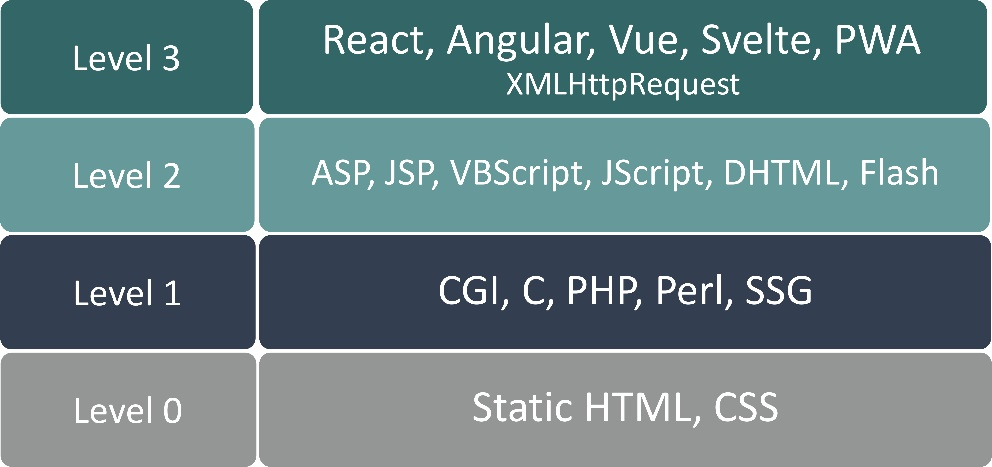 Level 3
React, Angular, Vue, Svelte, PWA
XMLHttpRequest
Level 2
ASP, JSP, VBScript, JScript, DHTML, Flash
Level 1
CGI, C, PHP, Perl, SSG
Level 0
Static HTML, CSS